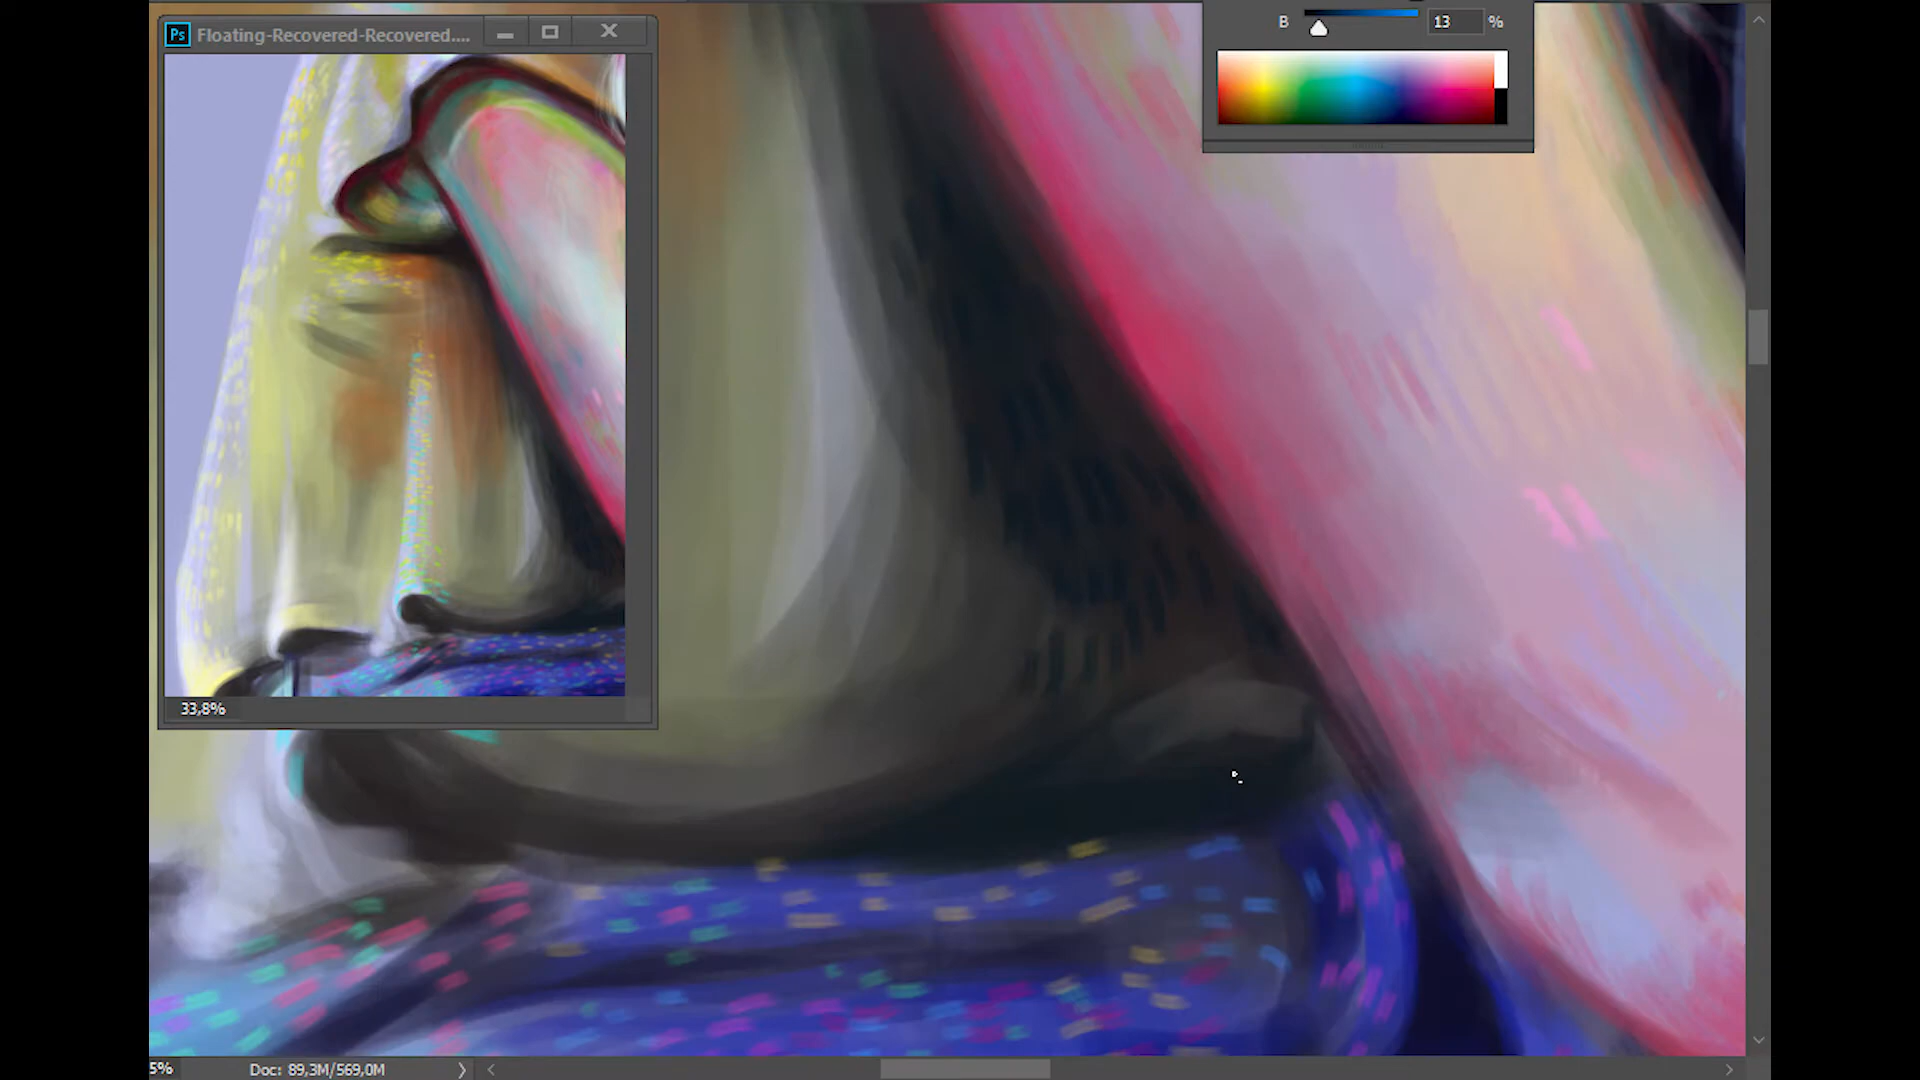 Ps Floating-Recovered-Recovered....
B 13 %
33,8%
5% Doc: 89,3M/569,0M